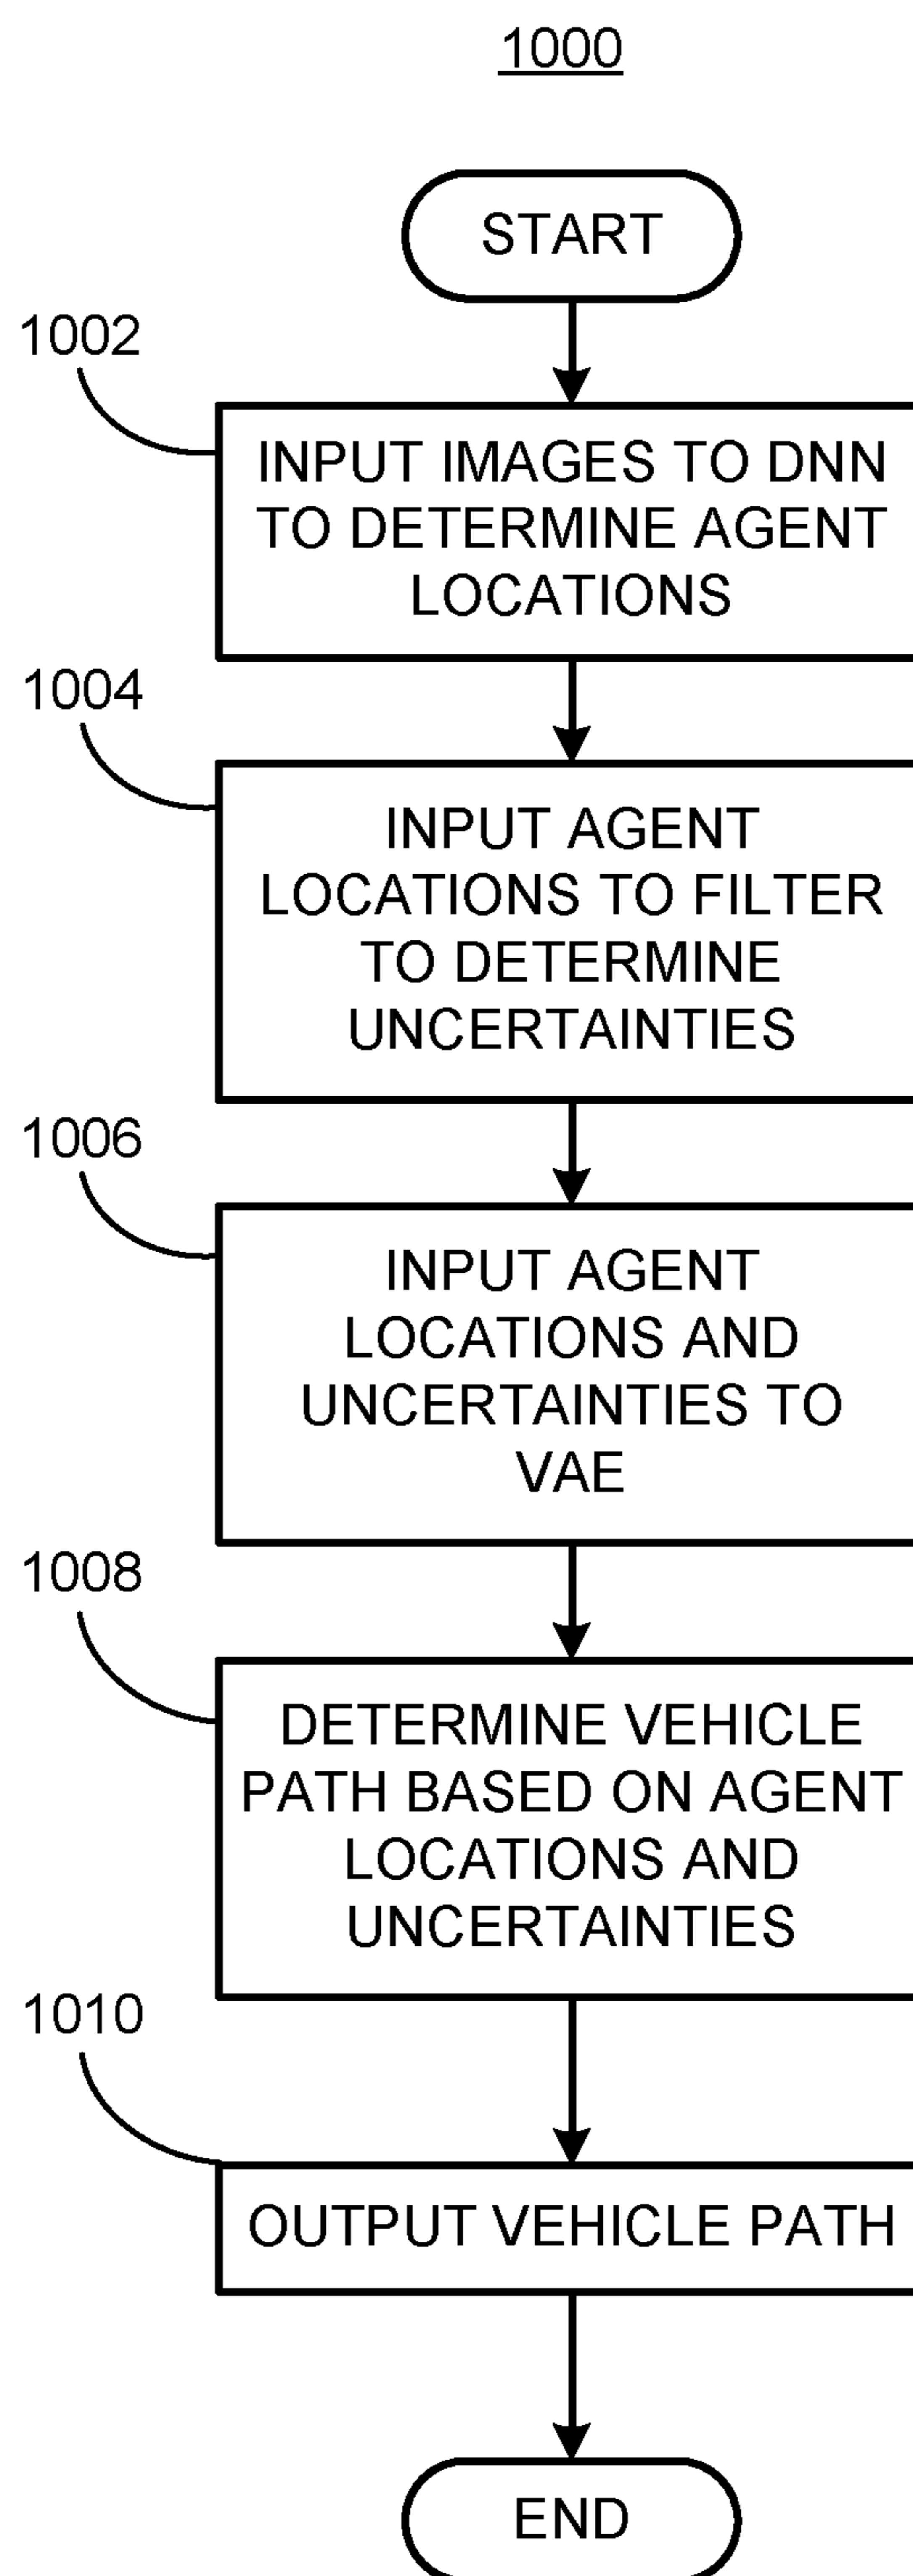 1000
START
1002
INPUT IMAGES TO DNN
TO DETERMINE AGENT
LOCATIONS
1004
INPUT AGENT
LOCATIONS TO FILTER
TO DETERMINE
UNCERTAINTIES
1006
INPUT AGENT
LOCATIONS AND
UNCERTAINTIES TO
VAE
1008
DETERMINE VEHICLE
PATH BASED ON AGENT
LOCATIONS AND
UNCERTAINTIES
1010
OUTPUT VEHICLE PATH
END